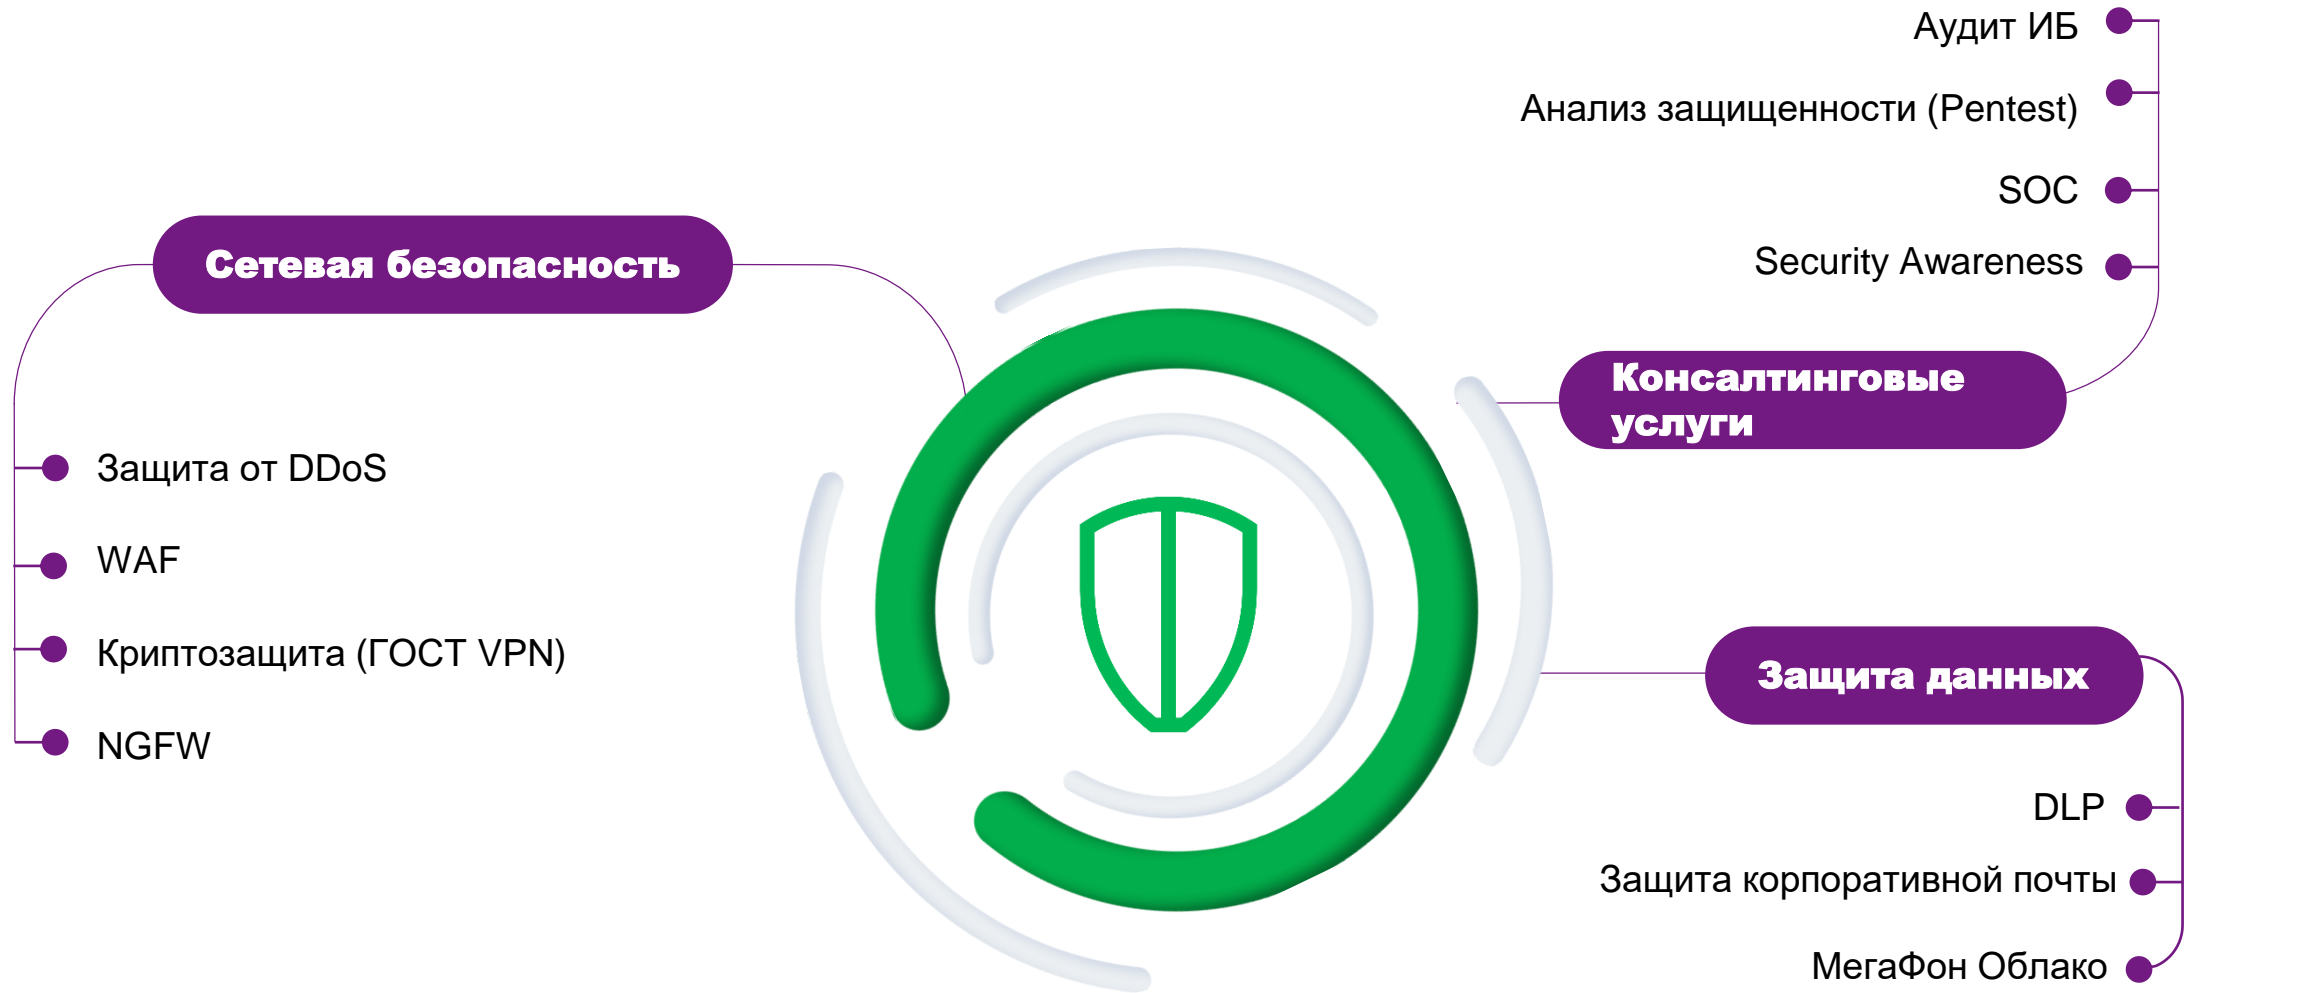 Сетевая безопасность
Защита от DDoS
WAF
Криптозащита (ГОСТ VPN)
NGFW
Аудит ИБ
Анализ защищенности (Pentest)
SOC
Security Awareness
Консалтинговые
услуги
Защита данных
DLP
Защита корпоративной почты
МегаФон Облако